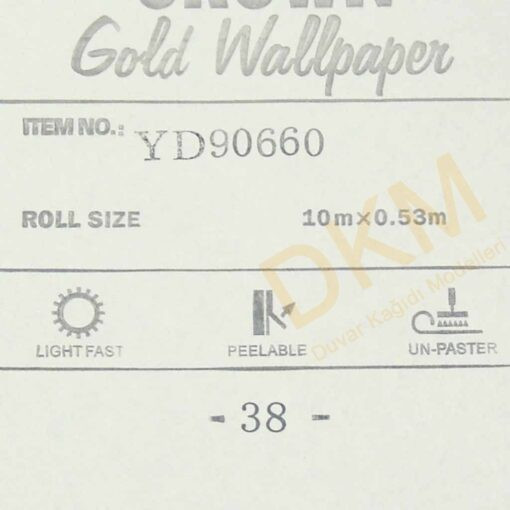 CROWN
Gold Wallpaper
ITEM NO.: YD90660
ROLL SIZE 10m×0.53m
DKM
Duvar Kağıdı Modelleri
LIGHT FAST PEELABLE UN-PASTER
- 38 -